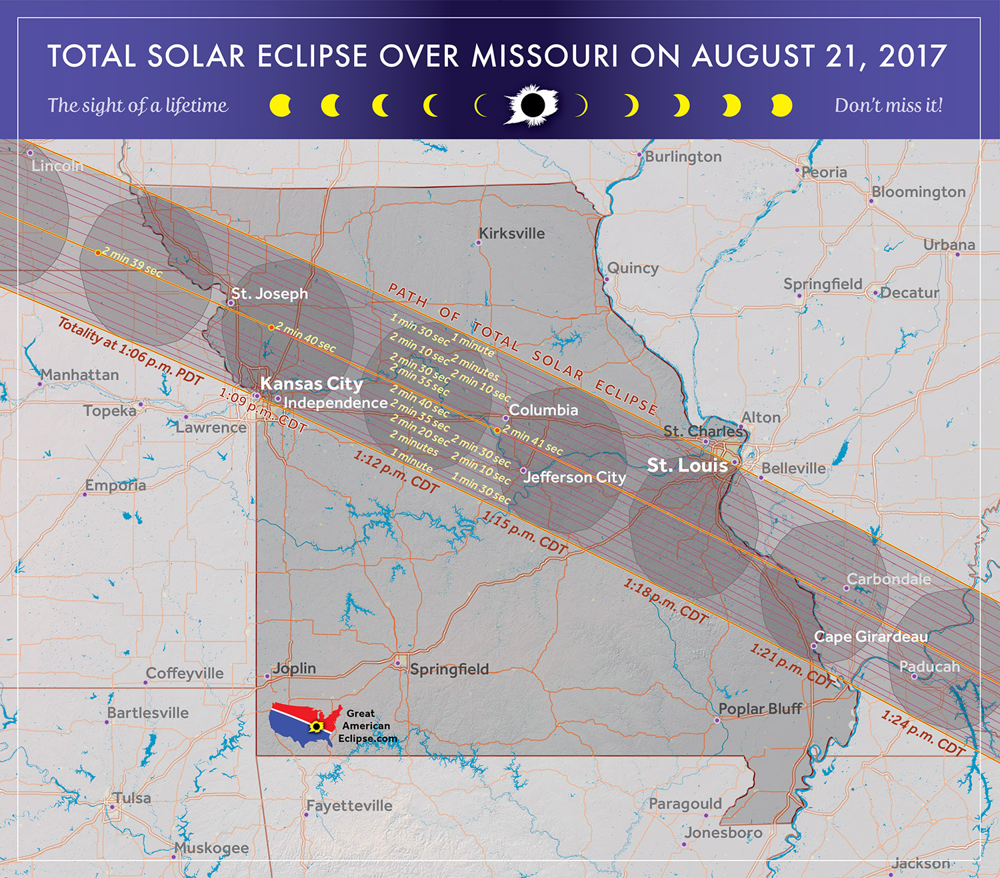 TOTAL SOLAR ECLIPSE OVER MISSOURI ON AUGUST 21, 2017
The sight of a lifetime
Don't miss it!
Lincoln
Burlington
Peoria
Bloomington
Kirksville
Urbana
2 min 39 sec
Quincy
Springfield
Decatur
St. Joseph
PATH OF TOTAL SOLAR ECLIPSE
2 min 40 sec
1 min 30 sec
1 minute
2 min 10 sec
2 minutes
2 min 30 sec
2 min 10 sec
2 min 35 sec
2 min 40 sec
2 min 35 sec
2 min 20 sec
2 min 30 sec
2 minutes
2 min 10 sec
1 minute
1 min 30 sec
Totality at 1:06 p.m. PDT
Manhattan
Kansas City
1:09 p.m. CDT
Independence
Topeka
Columbia
Lawrence
Alton
St. Charles
2 min 41 sec
St. Louis
Belleville
Jefferson City
1:12 p.m. CDT
Emporia
1:15 p.m. CDT
Carbondale
1:18 p.m. CDT
Cape Girardeau
1:21 p.m. CDT
Paducah
Joplin
Springfield
Coffeyville
Bartlesville
Great
American
Eclipse.com
Poplar Bluff
1:24 p.m. CDT
Tulsa
Fayetteville
Paragould
Jonesboro
Muskogee
Jackson